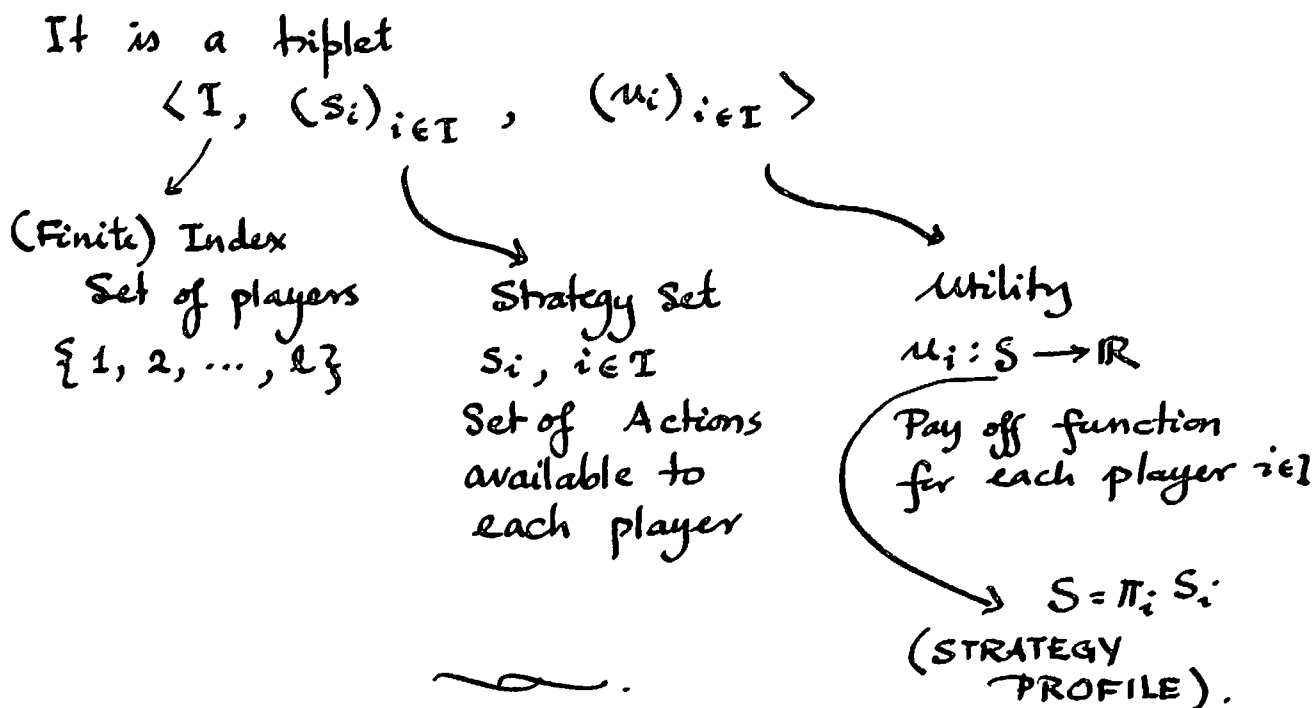 It is a triplet
< I, (Si)i∈I , (ui)i∈I >
(Finite) Index
Set of players
{1, 2, ..., l}
Strategy Set
Si, i∈I
Set of Actions
available to
each player
Utility
ui : S → ℝ
Pay off function
for each player i∈I
S = Πi Si
(STRATEGY
PROFILE).